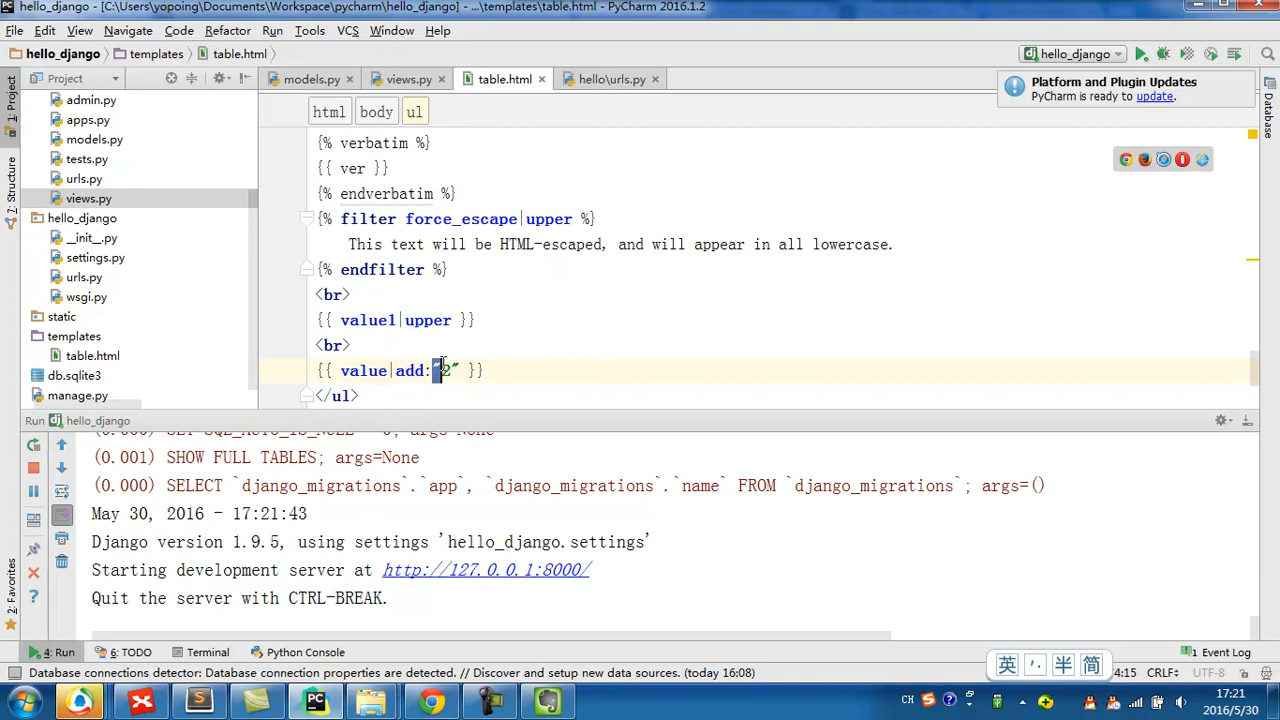 hello_django - [C:\Users\yopoing\Documents\Workspace\pycharm\hello_django] - ...\templates\table.html - PyCharm 2016.1.2
File Edit View Navigate Code Refactor Run Tools VCS Window Help
hello_django templates table.html hello_django
Project models.py views.py table.html hello\urls.py
Platform and Plugin Updates
PyCharm is ready to update.
1: Project
7: Structure
2: Favorites
Database
admin.py
apps.py
models.py
tests.py
urls.py
views.py
hello_django
__init__.py
settings.py
urls.py
wsgi.py
static
templates
table.html
db.sqlite3
manage.py
html body ul
{% verbatim %}
{{ ver }}
{% endverbatim %}
{% filter force_escape|upper %}
This text will be HTML-escaped, and will appear in all lowercase.
{% endfilter %}
<br>
{{ value1|upper }}
<br>
{{ value|add:"2" }}
</ul>
Run hello_django
(0.001) SHOW FULL TABLES; args=None
(0.000) SELECT `django_migrations`.`app`, `django_migrations`.`name` FROM `django_migrations`; args=()
May 30, 2016 - 17:21:43
Django version 1.9.5, using settings 'hello_django.settings'
Starting development server at http://127.0.0.1:8000/
Quit the server with CTRL-BREAK.
4: Run 6: TODO Terminal Python Console 1 Event Log
Database connections detector: Database connection properties are detected. // Discover and setup new data sources. (today 16:08) 4:15 CRLF UTF-8
英 半 简
CH 17:21
2016/5/30